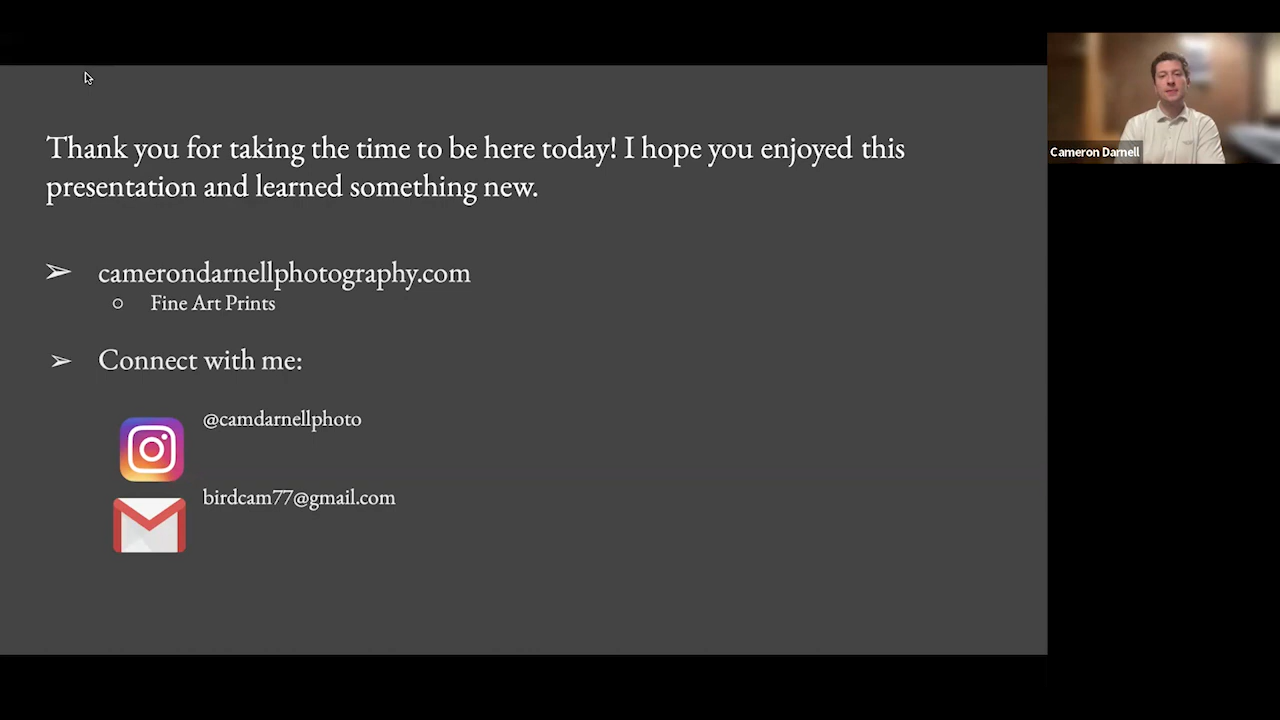 Thank you for taking the time to be here today! I hope you enjoyed this
presentation and learned something new.
camerondarnellphotography.com
Fine Art Prints
Connect with me:
@camdarnellphoto
birdcam77@gmail.com
Cameron Darnell